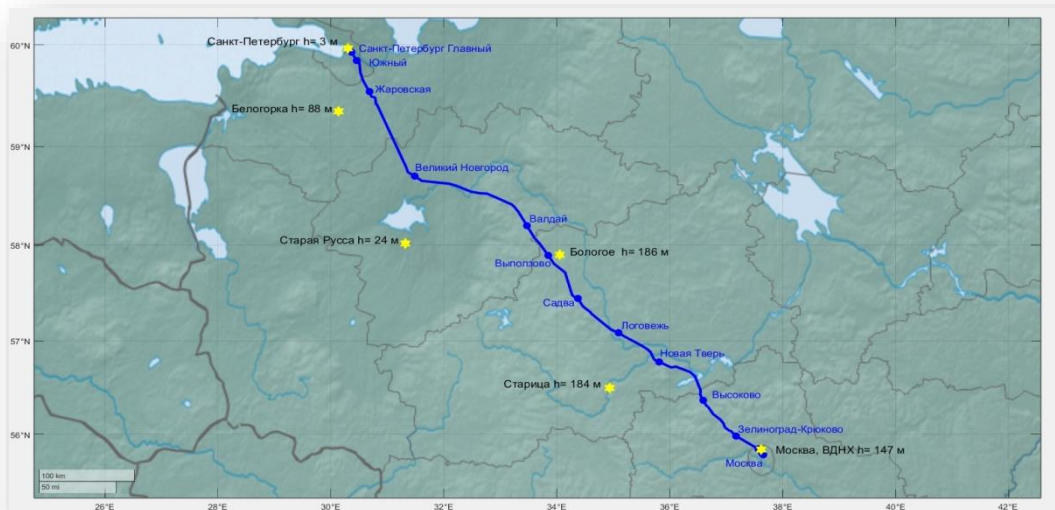 60°N
Санкт-Петербург h= 3 м
Санкт-Петербург Главный
Южный
Жаровская
Белогорка h= 88 м
59°N
Великий Новгород
Валдай
Старая Русса h= 24 м
58°N
Бологое h= 186 м
Выползово
Садва
Логовежь
57°N
Новая Тверь
Старица h= 184 м
Высоково
Зелиноград-Крюково
56°N
Москва, ВДНХ h= 147 м
Москва
100 km
50 mi
26°E 28°E 30°E 32°E 34°E 36°E 38°E 40°E 42°E